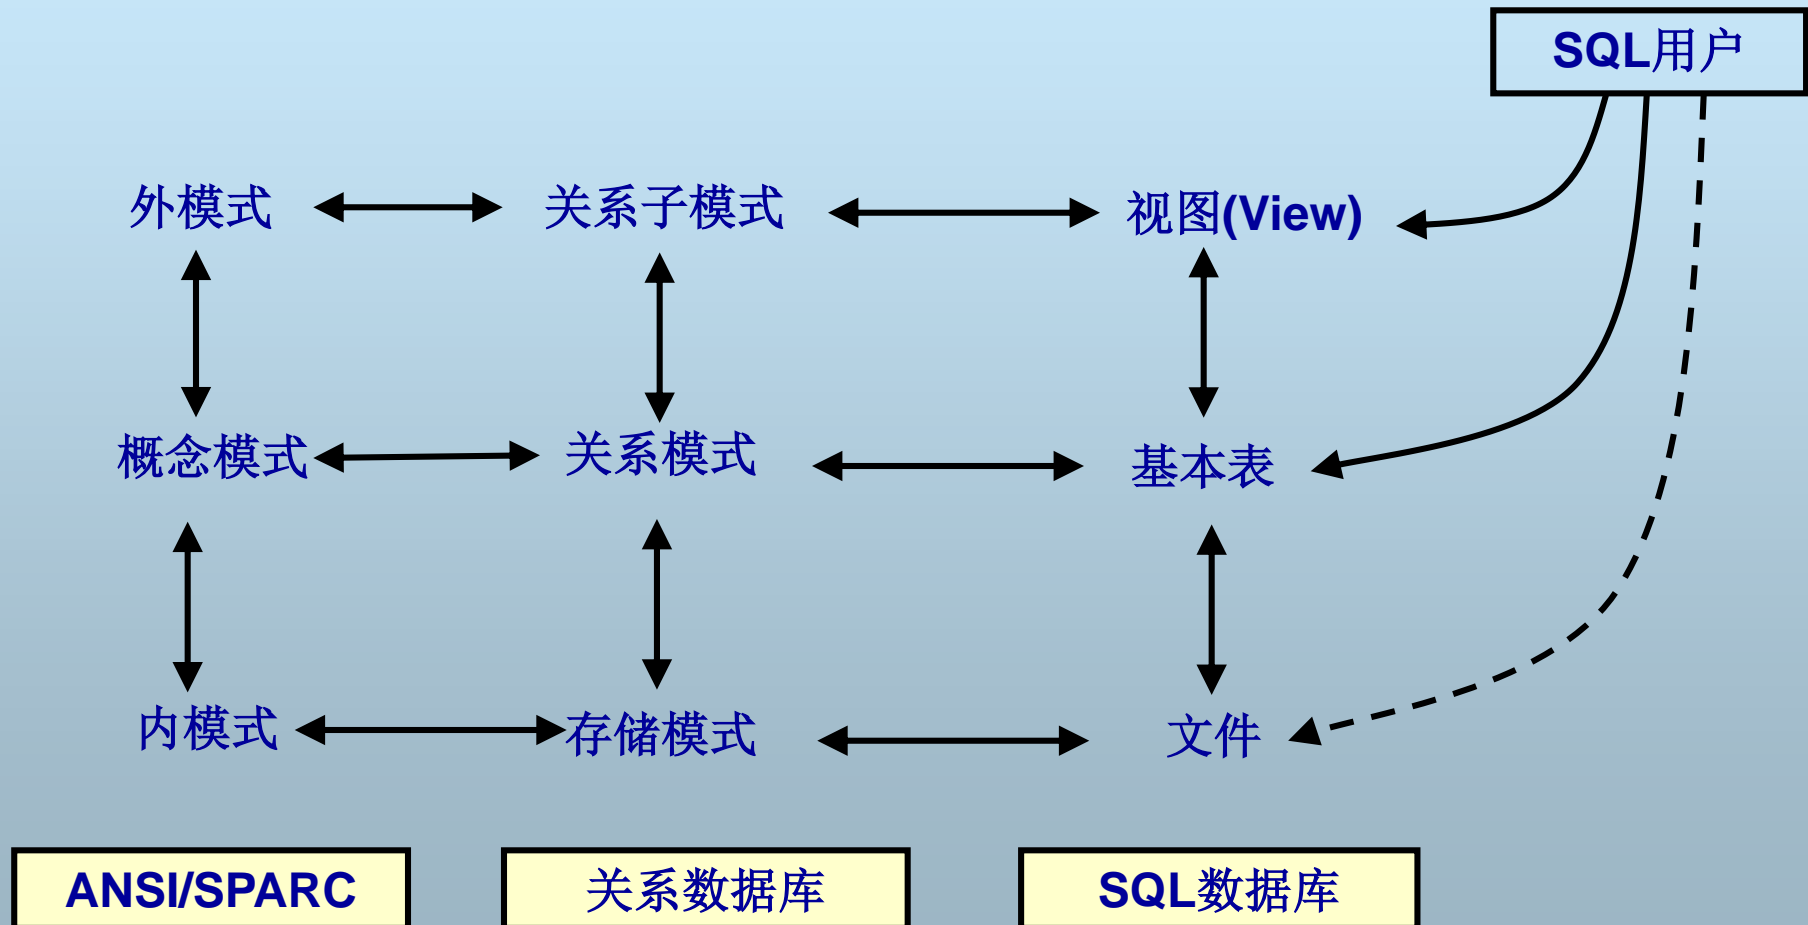 SQL用户
外模式
关系子模式
视图(View)
概念模式
关系模式
基本表
内模式
存储模式
文件
ANSI/SPARC
关系数据库
SQL数据库